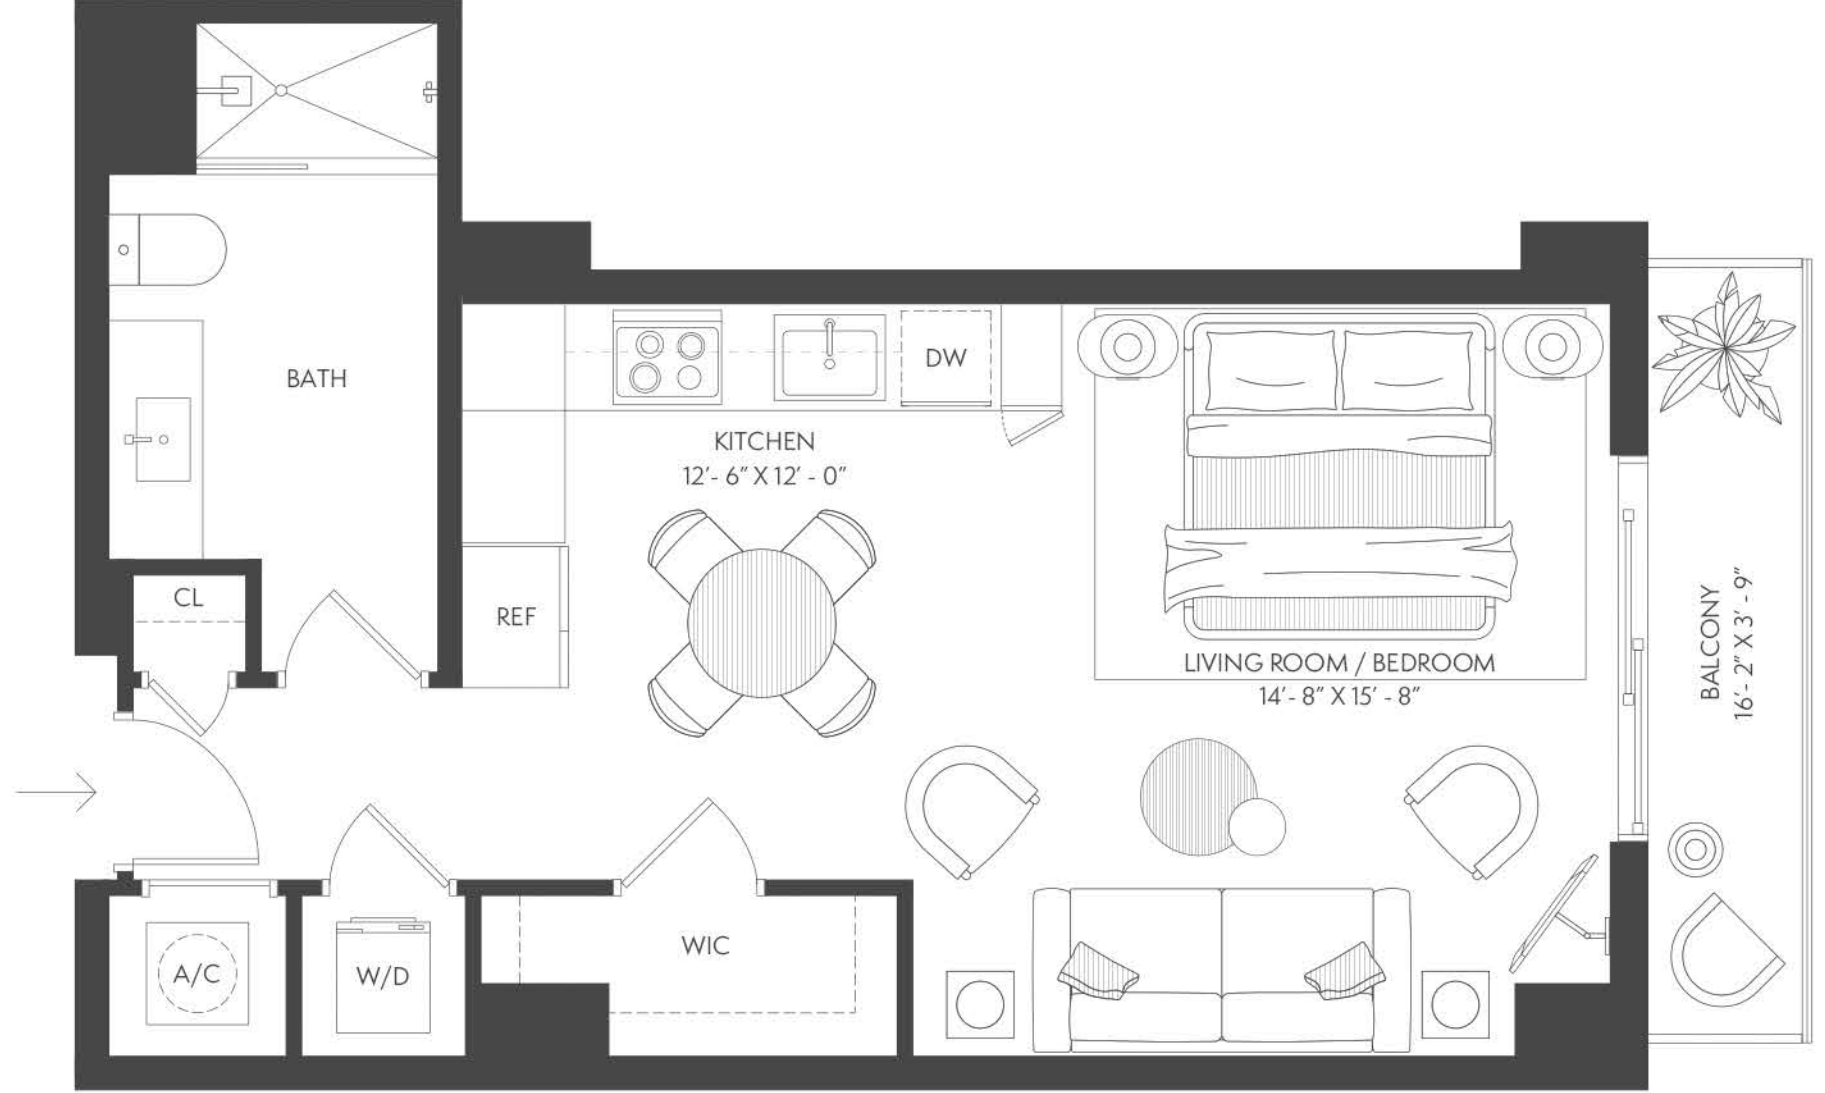 BATH
DW
KITCHEN
12'- 6" X 12' - 0"
CL
REF
LIVING ROOM / BEDROOM
14'- 8" X 15' - 8"
BALCONY
16'- 2" X 3' - 9"
A/C
W/D
WIC